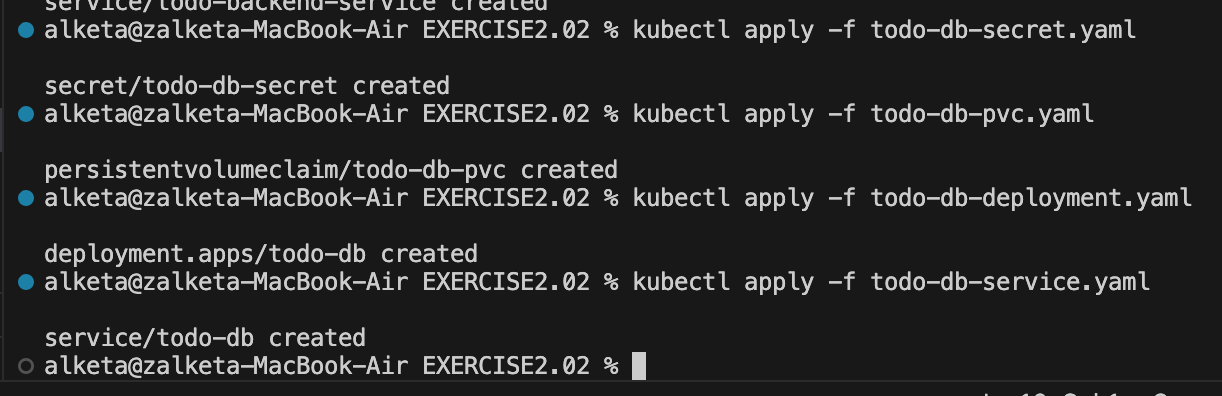 service/todo-backend-service created
alketa@zalketa-MacBook-Air EXERCISE2.02 % kubectl apply -f todo-db-secret.yaml
secret/todo-db-secret created
alketa@zalketa-MacBook-Air EXERCISE2.02 % kubectl apply -f todo-db-pvc.yaml
persistentvolumeclaim/todo-db-pvc created
alketa@zalketa-MacBook-Air EXERCISE2.02 % kubectl apply -f todo-db-deployment.yaml
deployment.apps/todo-db created
alketa@zalketa-MacBook-Air EXERCISE2.02 % kubectl apply -f todo-db-service.yaml
service/todo-db created
alketa@zalketa-MacBook-Air EXERCISE2.02 %